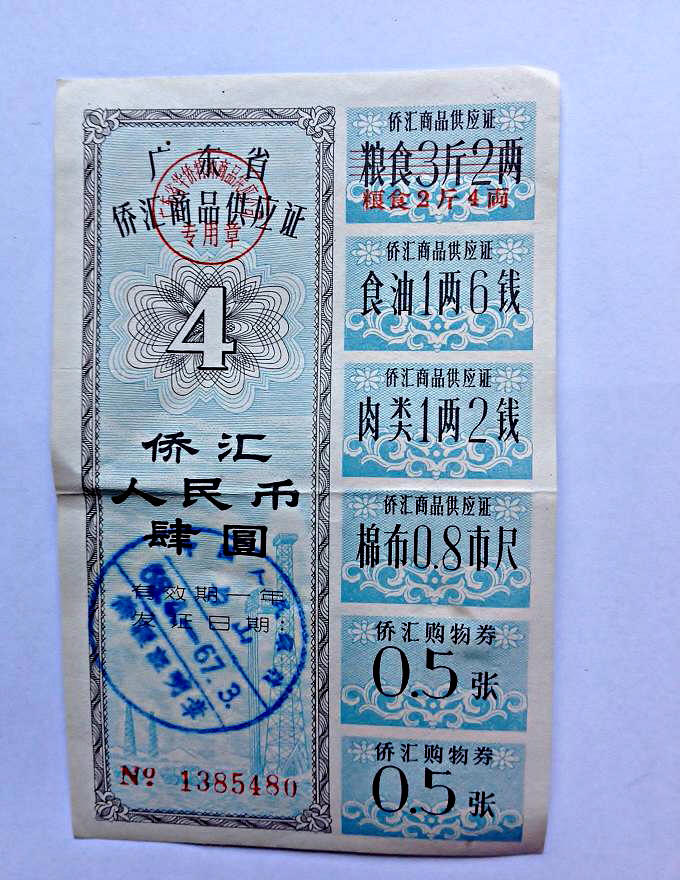 广东省
侨汇商品供应证
专用章
4
侨汇
人民币
肆圆
有效期一年
发证日期：
67.3.
Nº 1385480
侨汇商品供应证
粮食3斤2两
粮食2斤4両
侨汇商品供应证
食油1两6钱
侨汇商品供应证
肉类1两2钱
侨汇商品供应证
棉布0.8市尺
侨汇购物券
0.5张
侨汇购物券
0.5张